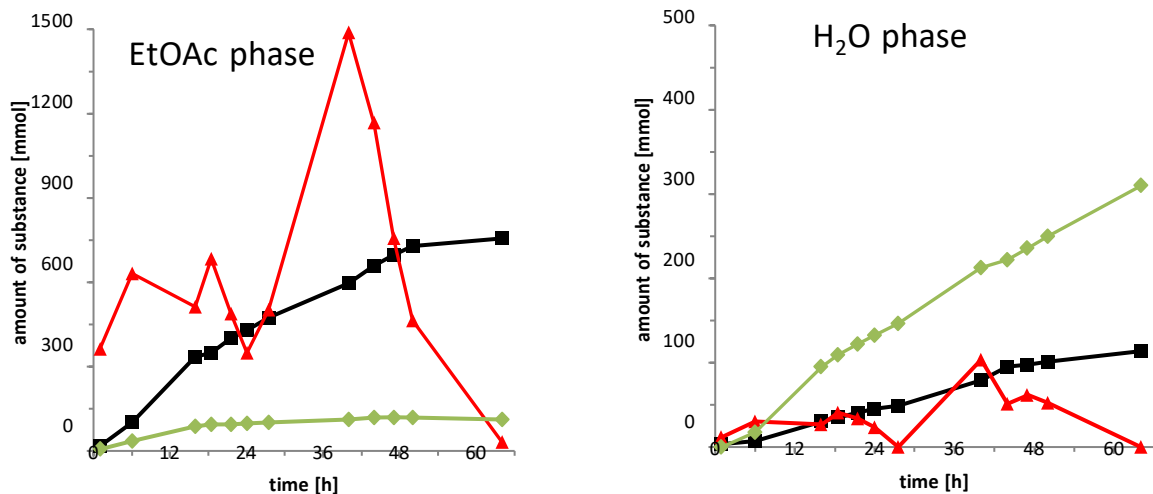 EtOAc phase
amount of substance [mmol]
1500
1200
900
600
300
0
0 12 24 36 48 60
time [h]
H₂O phase
amount of substance [mmol]
500
400
300
200
100
0
0 12 24 36 48 60
time [h]